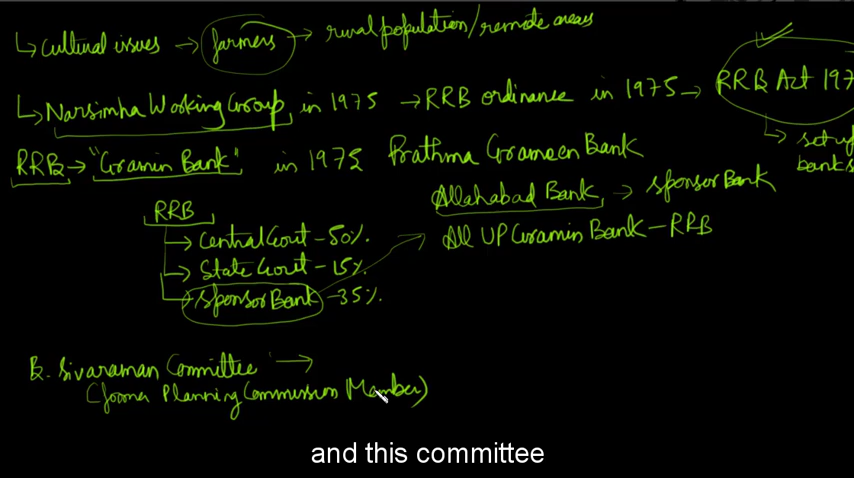 ↳ Cultural issues → farmers → rural population/remote areas
↳ Narsimha Working Group, in 1975 → RRB ordinance in 1975 → RRB Act 197
↳ set up banks
RRBs → "Gramin Bank" in 1975 Prathma Grameen Bank
Allahabad Bank, → Sponsor Bank
RRB
→ Central Govt - 50%.
All UP Gramin Bank - RRB
→ State Govt - 15%.
→ Sponsor Bank - 35%.
B. Sivaraman Committee →
(former Planning Commission Member)
and this committee